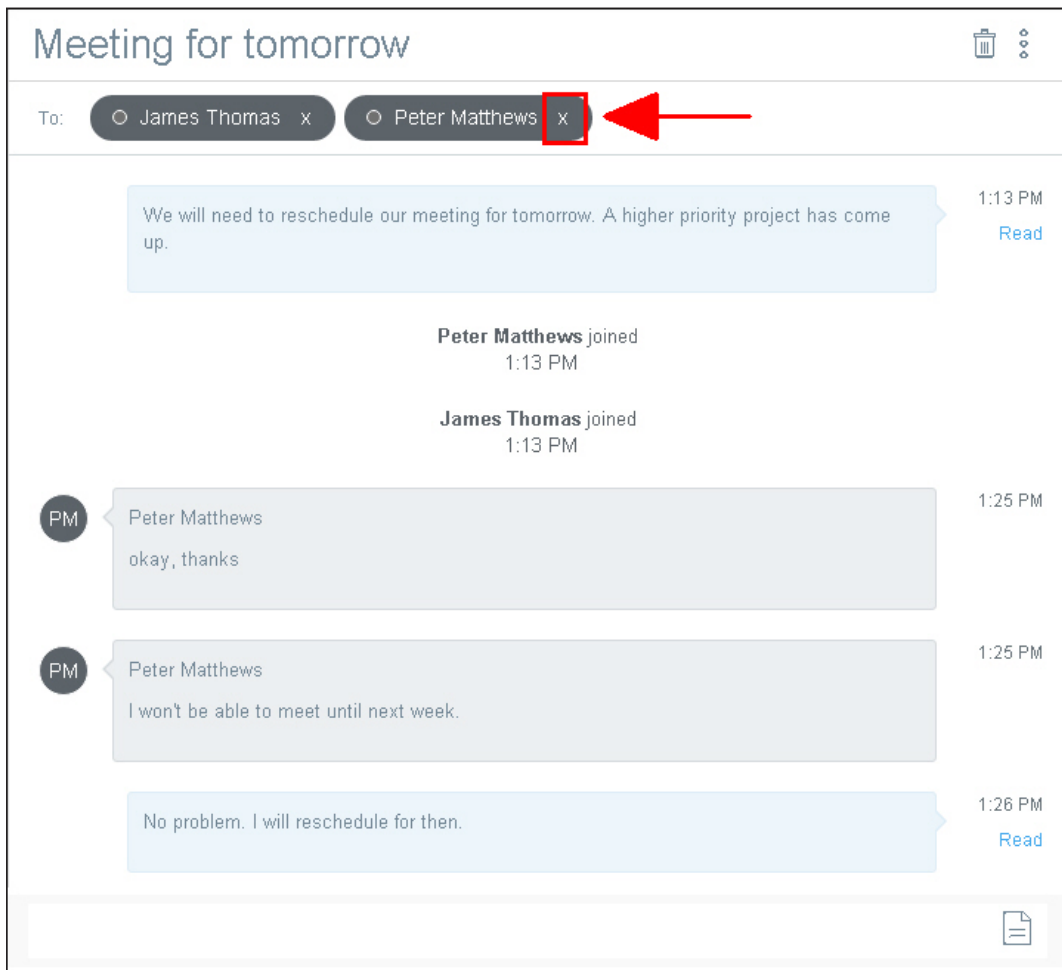 Meeting for tomorrow
To: James Thomas x Peter Matthews x
1:13 PM
We will need to reschedule our meeting for tomorrow. A higher priority project has come
up.
Read
Peter Matthews joined
1:13 PM
James Thomas joined
1:13 PM
1:25 PM
PM
Peter Matthews
okay, thanks
1:25 PM
PM
Peter Matthews
I won't be able to meet until next week.
1:26 PM
No problem. I will reschedule for then.
Read